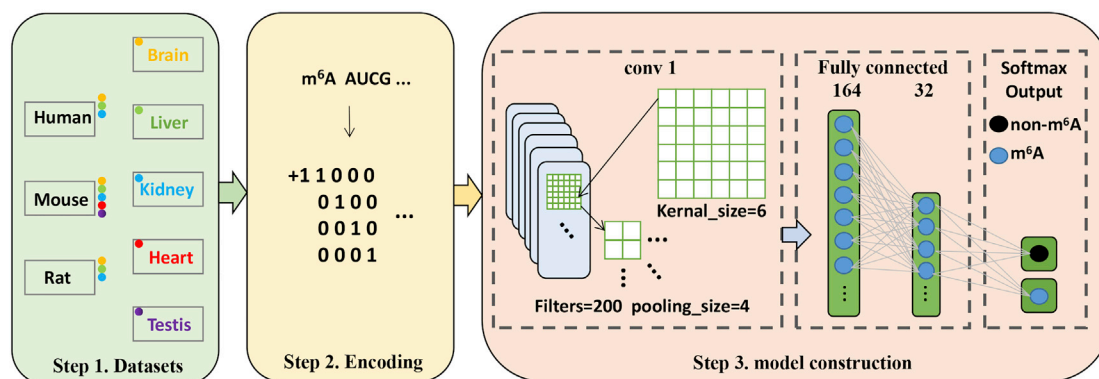 Human
Mouse
Rat
Brain
Liver
Kidney
Heart
Testis
Step 1. Datasets
m⁶A AUCG ...
+1 1 0 0 0
0 1 0 0
0 0 1 0
0 0 0 1
...
Step 2. Encoding
conv 1
Kernal_size=6
Filters=200 pooling_size=4
Fully connected
164 32
Softmax
Output
non-m⁶A
m⁶A
Step 3. model construction